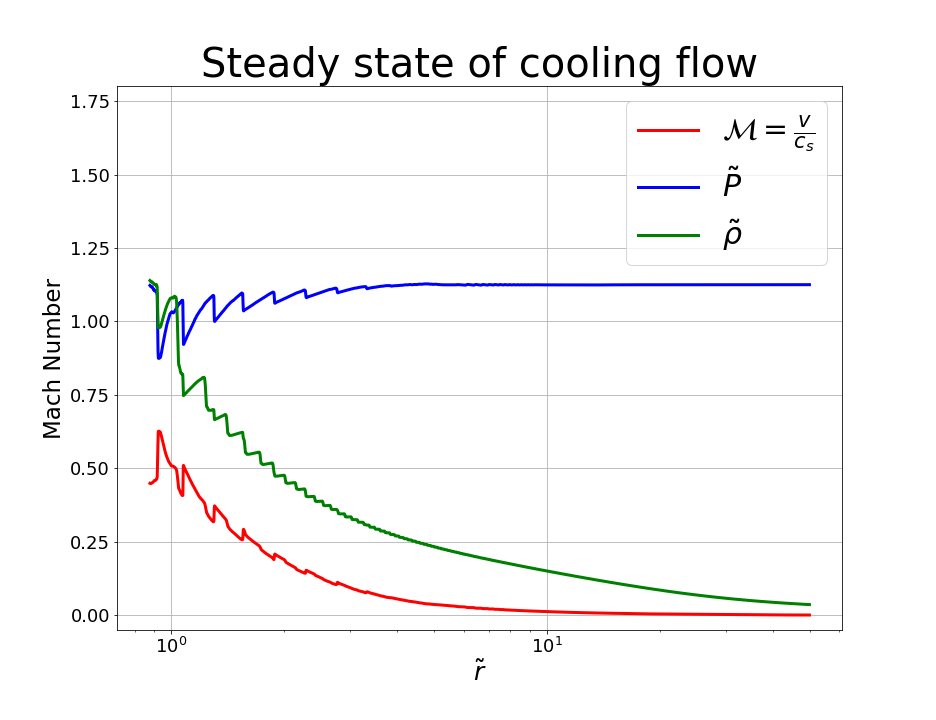 Steady state of cooling flow
1.75
1.50
1.25
1.00
0.75
0.50
0.25
0.00
Mach Number
ℳ = v/c_s
P̃
ρ̃
10⁰
10¹
r̃